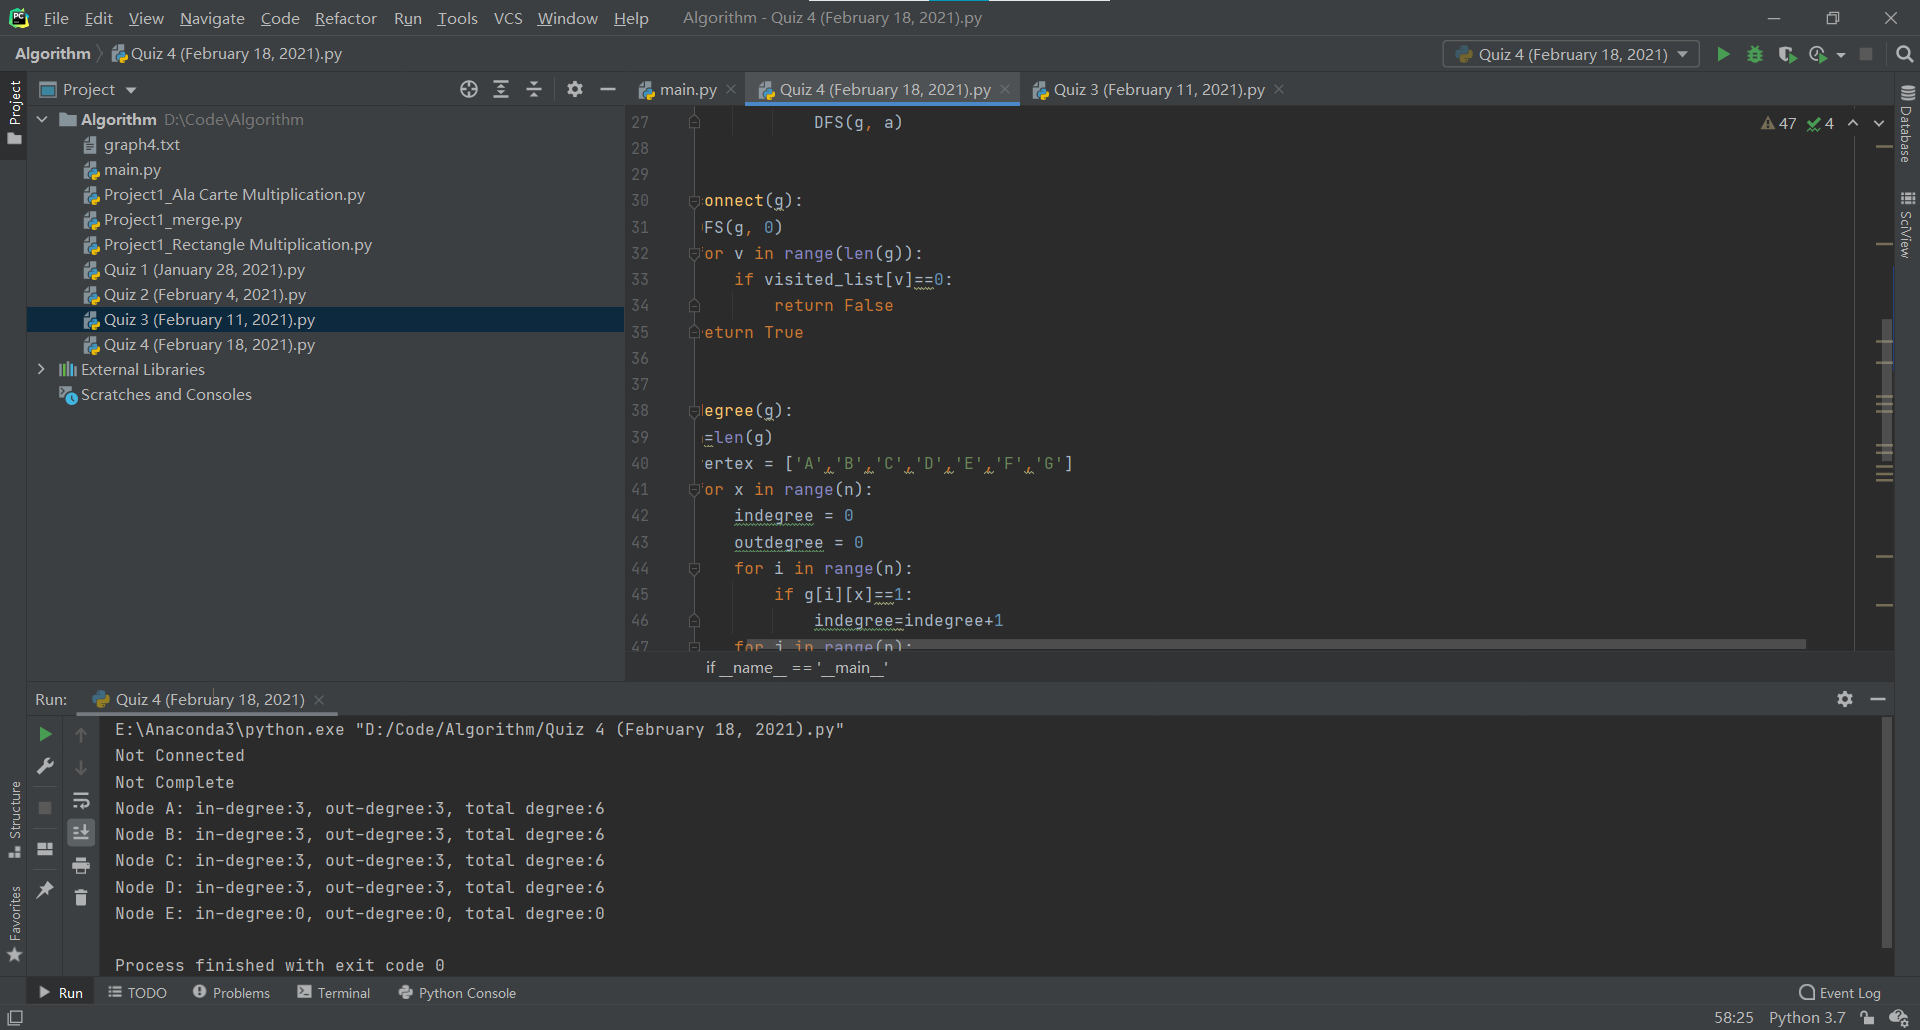 File Edit View Navigate Code Refactor Run Tools VCS Window Help Algorithm - Quiz 4 (February 18, 2021).py
Algorithm Quiz 4 (February 18, 2021).py
Quiz 4 (February 18, 2021)
Project
main.py
Quiz 4 (February 18, 2021).py
Quiz 3 (February 11, 2021).py
Project
Algorithm D:\Code\Algorithm
graph4.txt
main.py
Project1_Ala Carte Multiplication.py
Project1_merge.py
Project1_Rectangle Multiplication.py
Quiz 1 (January 28, 2021).py
Quiz 2 (February 4, 2021).py
Quiz 3 (February 11, 2021).py
Quiz 4 (February 18, 2021).py
External Libraries
Scratches and Consoles
47 4
Database
SciView
27 DFS(g, a)
28
29
30 onnect(g):
31 FS(g, 0)
32 or v in range(len(g)):
33 if visited_list[v]==0:
34 return False
35 eturn True
36
37
38 egree(g):
39 =len(g)
40 ertex = ['A','B','C','D','E','F','G']
41 or x in range(n):
42 indegree = 0
43 outdegree = 0
44 for i in range(n):
45 if g[i][x]==1:
46 indegree=indegree+1
47 for j in range(n):
if __name__ == '__main__'
Run: Quiz 4 (February 18, 2021)
E:\Anaconda3\python.exe "D:/Code/Algorithm/Quiz 4 (February 18, 2021).py"
Not Connected
Not Complete
Node A: in-degree:3, out-degree:3, total degree:6
Node B: in-degree:3, out-degree:3, total degree:6
Node C: in-degree:3, out-degree:3, total degree:6
Node D: in-degree:3, out-degree:3, total degree:6
Node E: in-degree:0, out-degree:0, total degree:0
Process finished with exit code 0
Structure
Favorites
Run TODO Problems Terminal Python Console Event Log
58:25 Python 3.7